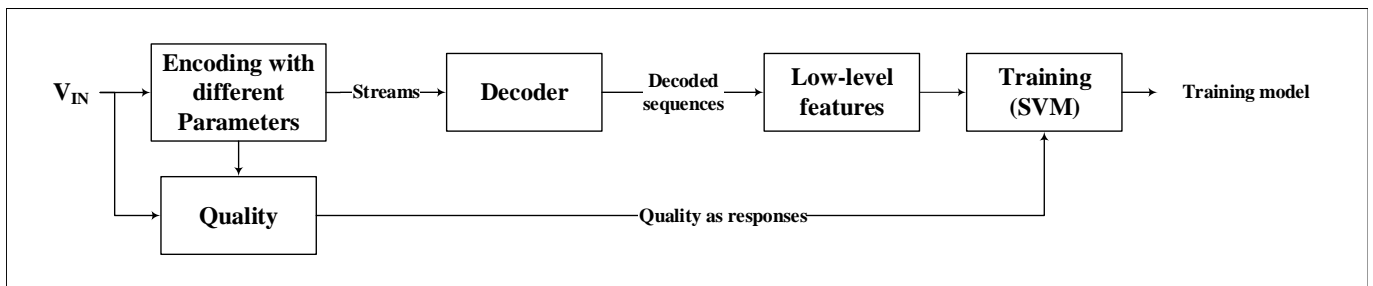 V_IN
Encoding with
different
Parameters
Streams
Decoder
Decoded
sequences
Low-level
features
Training
(SVM)
Training model
Quality
Quality as responses